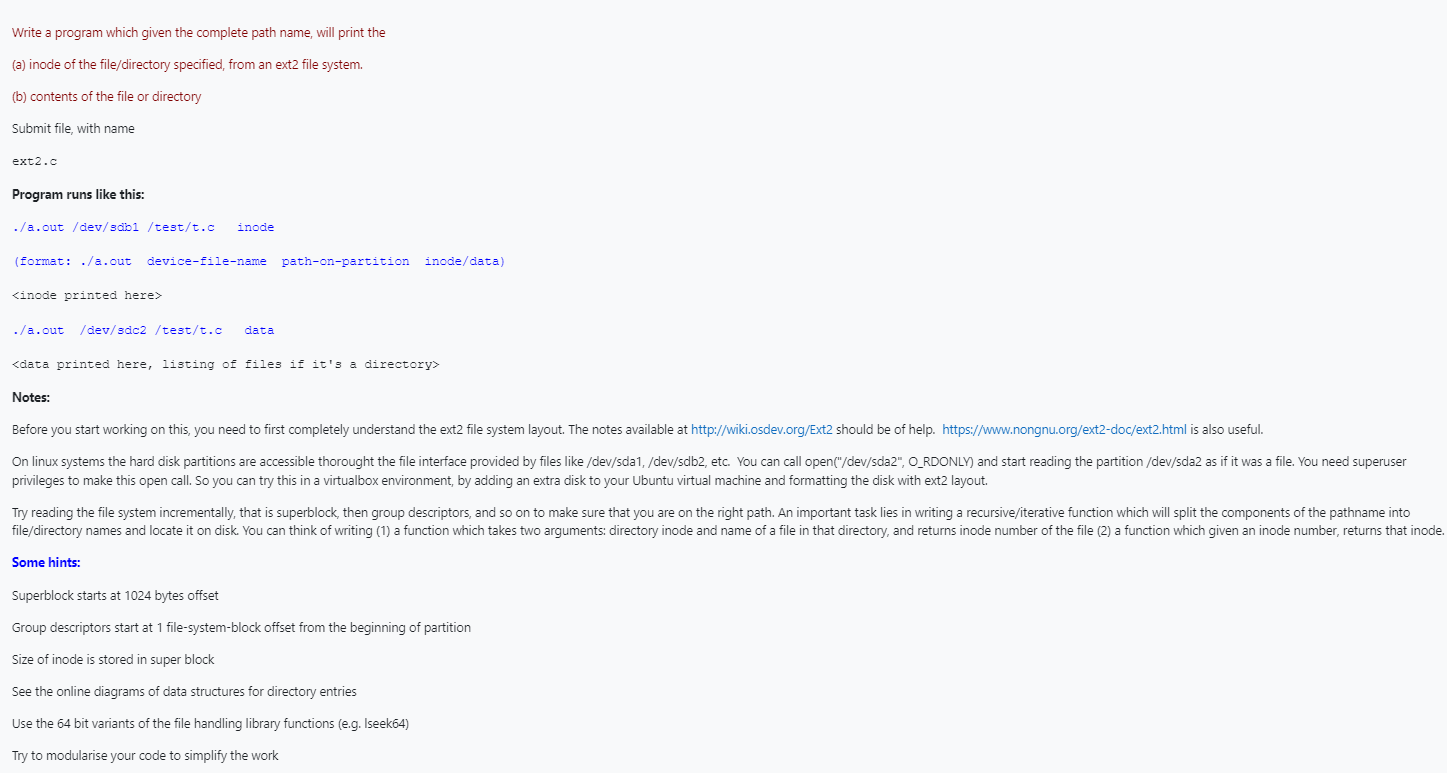 Write a program which given the complete path name, will print the
(a) inode of the file/directory specified, from an ext2 file system.
(b) contents of the file or directory
Submit file, with name
ext2.c
Program runs like this:
./a.out /dev/sdb1 /test/t.c inode
(format: ./a.out device-file-name path-on-partition inode/data)
<inode printed here>
./a.out /dev/sdc2 /test/t.c data
<data printed here, listing of files if it's a directory>
Notes:
Before you start working on this, you need to first completely understand the ext2 file system layout. The notes available at http://wiki.osdev.org/Ext2 should be of help. https://www.nongnu.org/ext2-doc/ext2.html is also useful.
On linux systems the hard disk partitions are accessible thorought the file interface provided by files like /dev/sda1, /dev/sdb2, etc. You can call open("/dev/sda2", O_RDONLY) and start reading the partition /dev/sda2 as if it was a file. You need superuser
privileges to make this open call. So you can try this in a virtualbox environment, by adding an extra disk to your Ubuntu virtual machine and formatting the disk with ext2 layout.
Try reading the file system incrementally, that is superblock, then group descriptors, and so on to make sure that you are on the right path. An important task lies in writing a recursive/iterative function which will split the components of the pathname into
file/directory names and locate it on disk. You can think of writing (1) a function which takes two arguments: directory inode and name of a file in that directory, and returns inode number of the file (2) a function which given an inode number, returns that inode.
Some hints:
Superblock starts at 1024 bytes offset
Group descriptors start at 1 file-system-block offset from the beginning of partition
Size of inode is stored in super block
See the online diagrams of data structures for directory entries
Use the 64 bit variants of the file handling library functions (e.g. lseek64)
Try to modularise your code to simplify the work